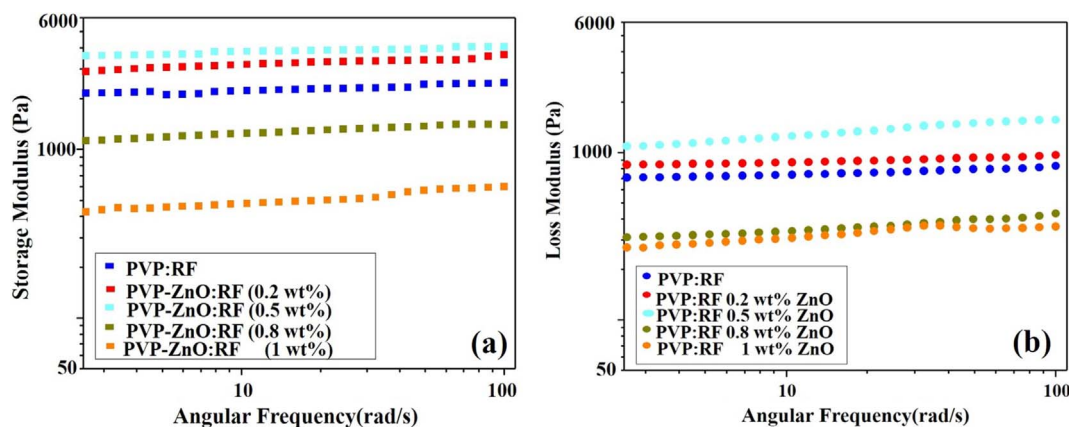 6000
1000
50
Storage Modulus (Pa)
PVP:RF
PVP-ZnO:RF (0.2 wt%)
PVP-ZnO:RF (0.5 wt%)
PVP-ZnO:RF (0.8 wt%)
PVP-ZnO:RF (1 wt%)
(a)
10
100
Angular Frequency(rad/s)
6000
1000
50
Loss Modulus (Pa)
PVP:RF
PVP:RF 0.2 wt% ZnO
PVP:RF 0.5 wt% ZnO
PVP:RF 0.8 wt% ZnO
PVP:RF 1 wt% ZnO
(b)
10
100
Angular Frequency(rad/s)